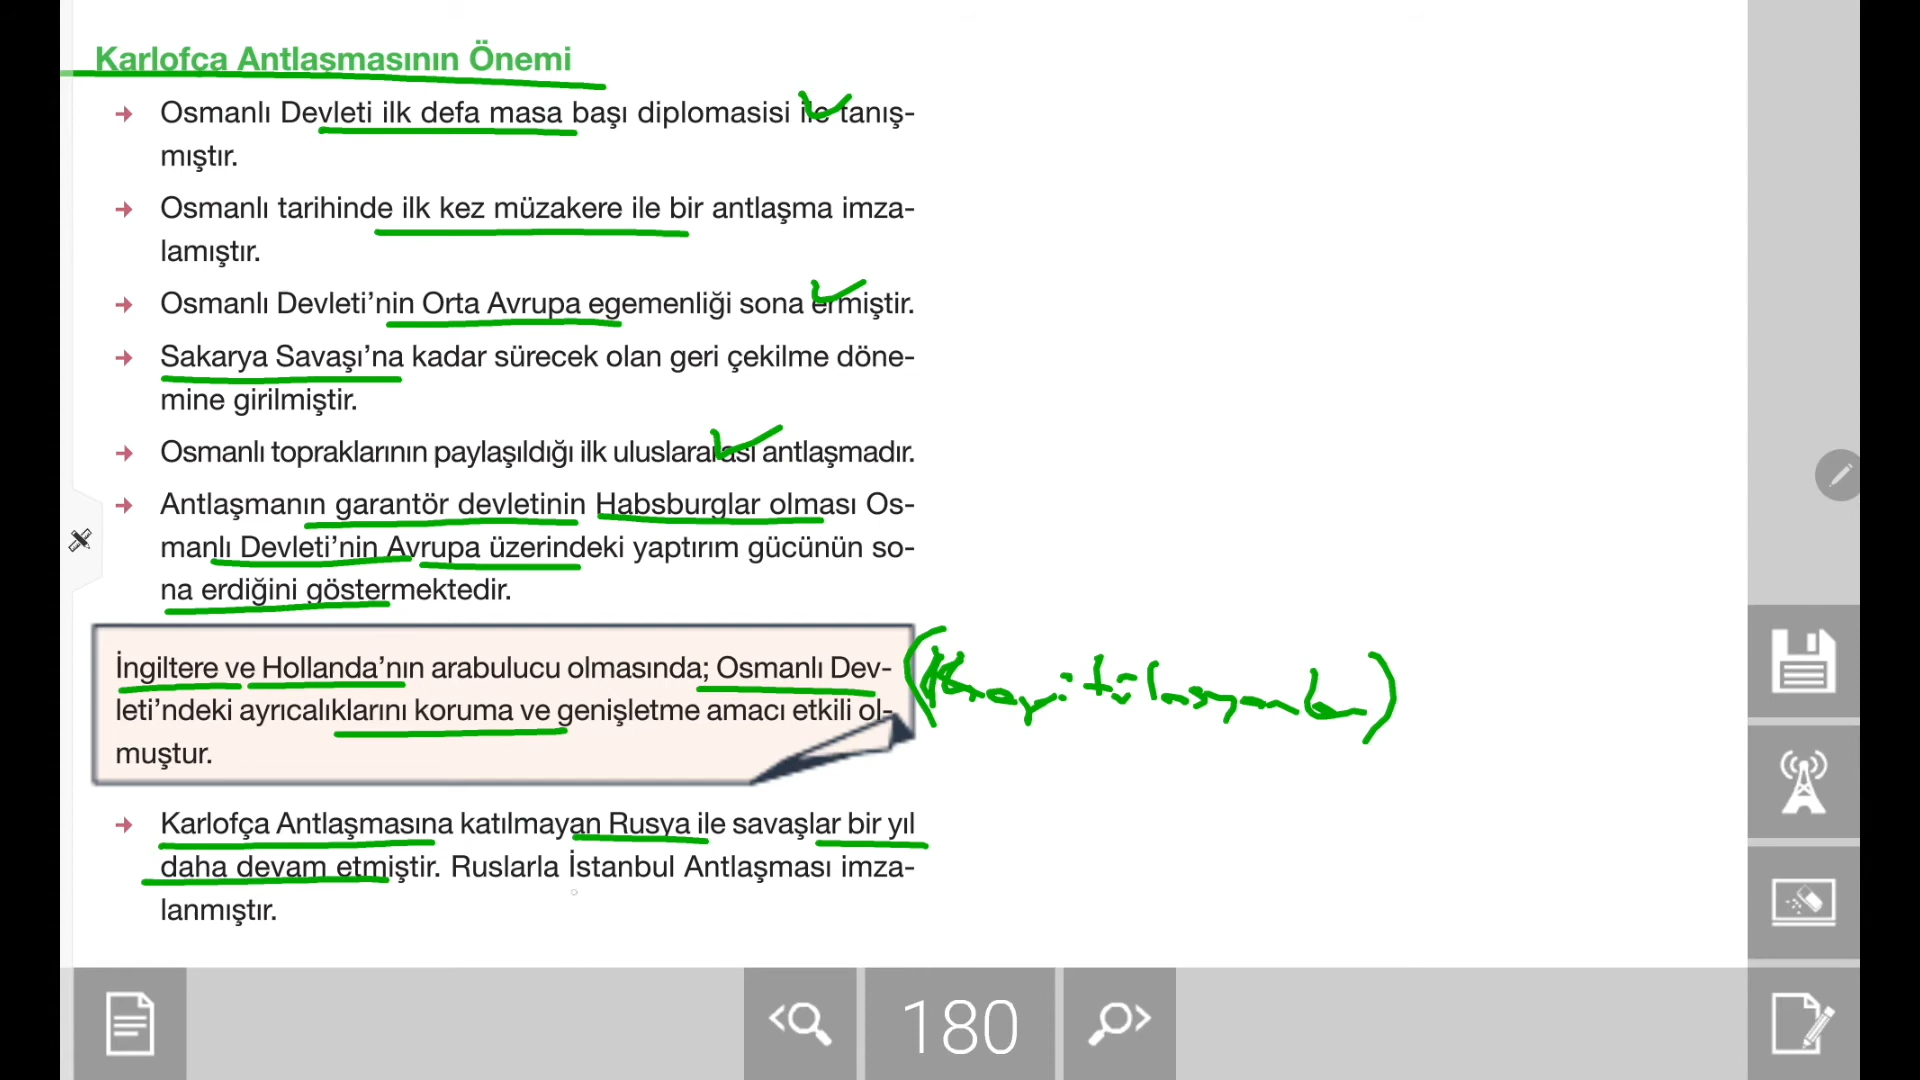 Karlofça Antlaşmasının Önemi
→ Osmanlı Devleti ilk defa masa başı diplomasisi ile tanış-
mıştır.
→ Osmanlı tarihinde ilk kez müzakere ile bir antlaşma imza-
lamıştır.
→ Osmanlı Devleti’nin Orta Avrupa egemenliği sona ermiştir.
→ Sakarya Savaşı’na kadar sürecek olan geri çekilme döne-
mine girilmiştir.
→ Osmanlı topraklarının paylaşıldığı ilk uluslararası antlaşmadır.
→ Antlaşmanın garantör devletinin Habsburglar olması Os-
manlı Devleti’nin Avrupa üzerindeki yaptırım gücünün so-
na erdiğini göstermektedir.
İngiltere ve Hollanda’nın arabulucu olmasında; Osmanlı Dev-
leti’ndeki ayrıcalıklarını koruma ve genişletme amacı etkili ol-
muştur.
→ Karlofça Antlaşmasına katılmayan Rusya ile savaşlar bir yıl
daha devam etmiştir. Ruslarla İstanbul Antlaşması imza-
lanmıştır.
180